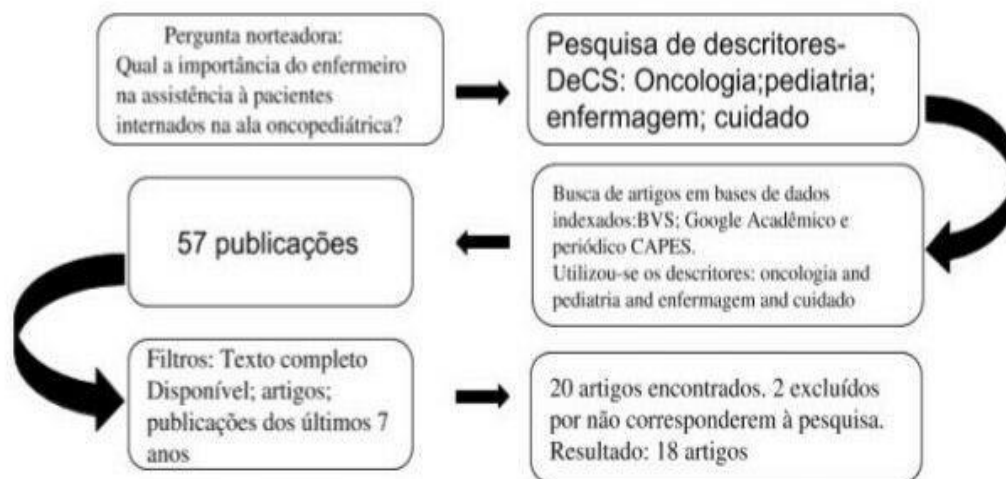 Pergunta norteadora:
Qual a importância do enfermeiro
na assistência à pacientes
internados na ala oncopediátrica?
Pesquisa de descritores-
DeCS: Oncologia;pediatria;
enfermagem; cuidado
Busca de artigos em bases de dados
indexados:BVS; Google Acadêmico e
periódico CAPES.
Utilizou-se os descritores: oncologia and
pediatria and enfermagem and cuidado
57 publicações
Filtros: Texto completo
Disponível; artigos;
publicações dos últimos 7
anos
20 artigos encontrados. 2 excluídos
por não corresponderem à pesquisa.
Resultado: 18 artigos